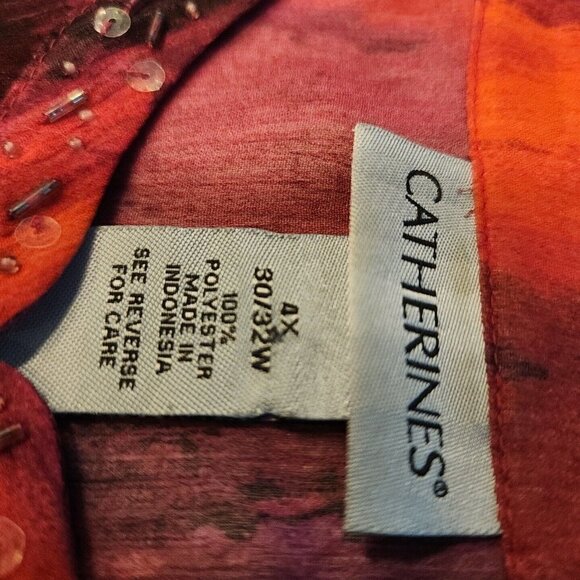 CATHERINES®
4X
30/32W
100%
POLYESTER
MADE IN
INDONESIA
SEE REVERSE
FOR CARE